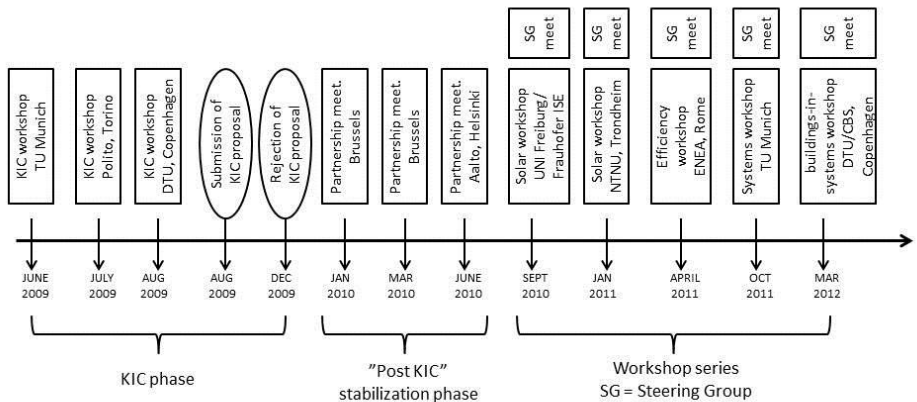 SG
meet
SG
meet
SG
meet
SG
meet
SG
meet
KIC workshop
TU Munich
KIC workshop
Polito, Torino
KIC workshop
DTU, Copenhagen
Submission of
KIC proposal
Rejection of
KIC proposal
Partnership meet.
Brussels
Partnership meet.
Brussels
Partnership meet.
Aalto, Helsinki
Solar workshop
UNI Freiburg/
Frauhofer ISE
Solar workshop
NTNU, Trondheim
Efficiency
workshop
ENEA, Rome
Systems workshop
TU Munich
buildings-in-
systems workshop
DTU/CBS,
Copenhagen
JUNE
2009
JULY
2009
AUG
2009
AUG
2009
DEC
2009
JAN
2010
MAR
2010
JUNE
2010
SEPT
2010
JAN
2011
APRIL
2011
OCT
2011
MAR
2012
KIC phase
”Post KIC”
stabilization phase
Workshop series
SG = Steering Group